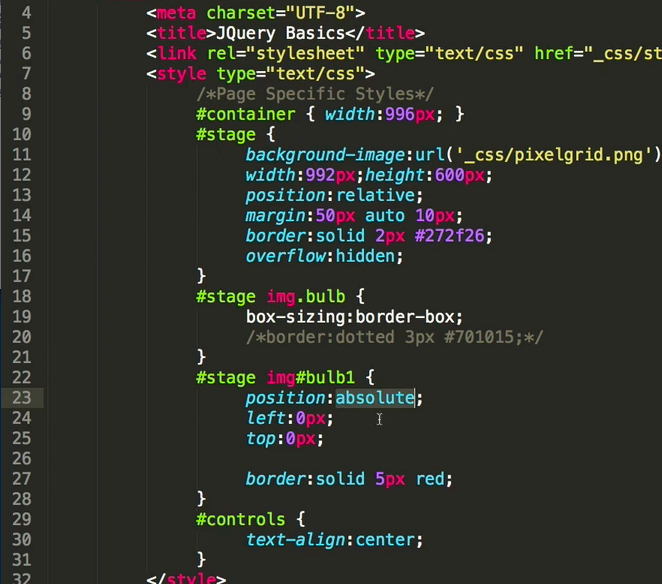 4 <meta charset="UTF-8">
5 <title>JQuery Basics</title>
6 <link rel="stylesheet" type="text/css" href="_css/st
7 <style type="text/css">
8 /*Page Specific Styles*/
9 #container { width:996px; }
10 #stage {
11 background-image:url('_css/pixelgrid.png')
12 width:992px;height:600px;
13 position:relative;
14 margin:50px auto 10px;
15 border:solid 2px #272f26;
16 overflow:hidden;
17 }
18 #stage img.bulb {
19 box-sizing:border-box;
20 /*border:dotted 3px #701015;*/
21 }
22 #stage img#bulb1 {
23 position:absolute;
24 left:0px;
25 top:0px;
26
27 border:solid 5px red;
28 }
29 #controls {
30 text-align:center;
31 }
32 </style>